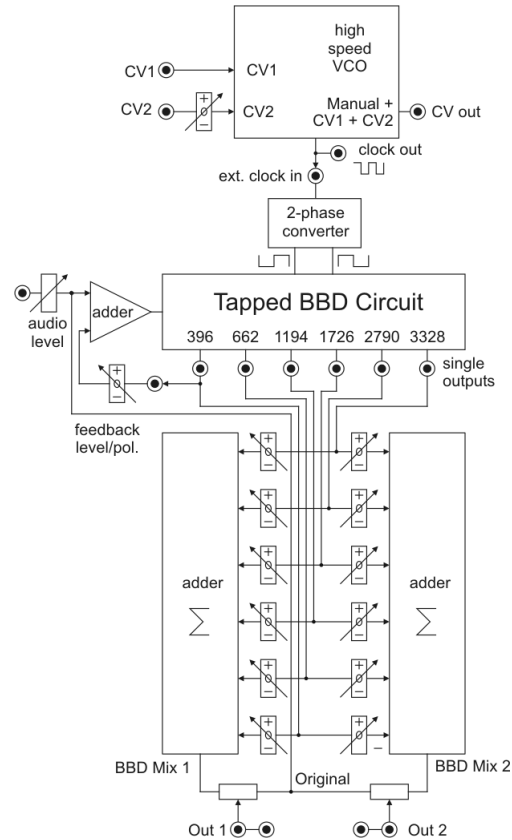 high
speed
VCO
CV1
CV1
CV2
CV2
Manual +
CV1 + CV2
CV out
clock out
ext. clock in
2-phase
converter
Tapped BBD Circuit
adder
audio
level
396 662 1194 1726 2790 3328
single
outputs
feedback
level/pol.
adder
Σ
adder
Σ
BBD Mix 1
Original
BBD Mix 2
Out 1
Out 2